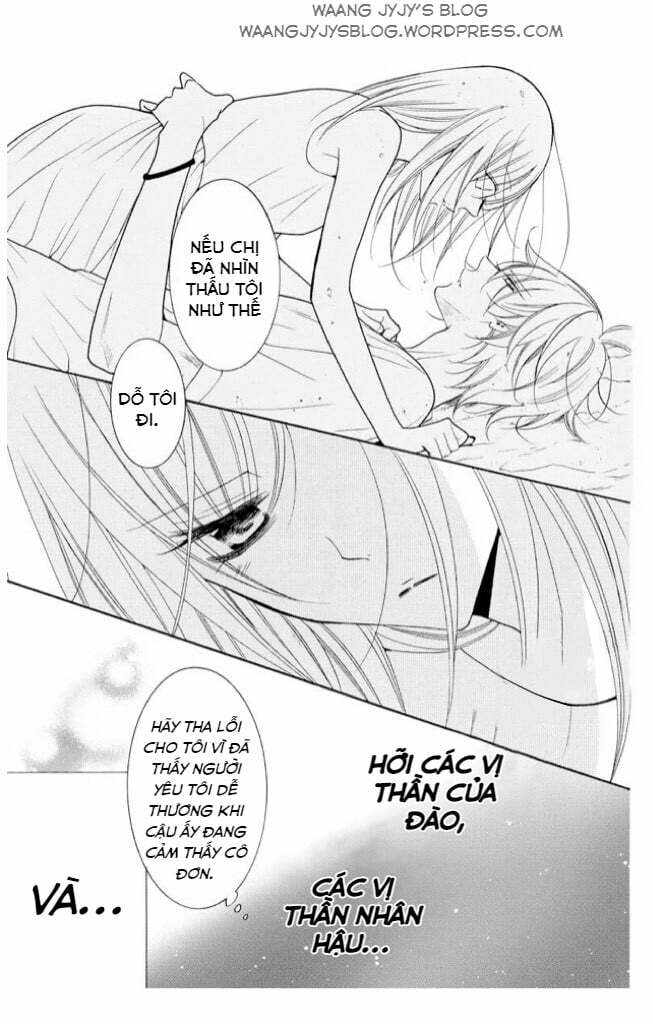 WAANG JYJY'S BLOG
WAANGJYJYSBLOG.WORDPRESS.COM
NẾU CHỊ
ĐÃ NHÌN
THẤU TÔI
NHƯ THẾ
DỖ TÔI
ĐI.
HỠI CÁC VỊ
THẦN CỦA
ĐÀO,
HÃY THA LỖI
CHO TÔI VÌ ĐÃ
THẤY NGƯỜI
YÊU TÔI DỄ
THƯƠNG KHI
CẬU ẤY ĐANG
CẢM THẤY CÔ
ĐƠN.
CÁC VỊ
THẦN NHÂN
HẬU...
VÀ...